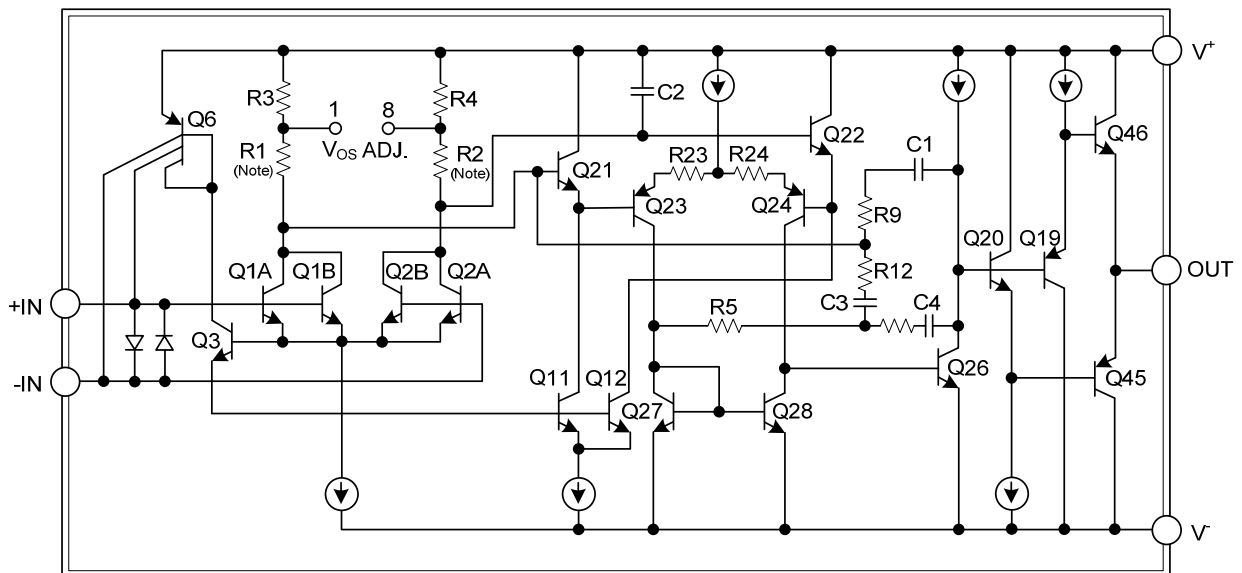 V+
Q6
R3
1
8
R4
C2
VOS ADJ.
R1
(Note)
R2
(Note)
Q21
Q22
R23
R24
C1
Q46
Q23
Q24
R9
Q20
Q19
OUT
Q1A
Q1B
Q2B
Q2A
R12
+IN
C3
C4
Q3
R5
-IN
Q26
Q45
Q11
Q12
Q27
Q28
V-